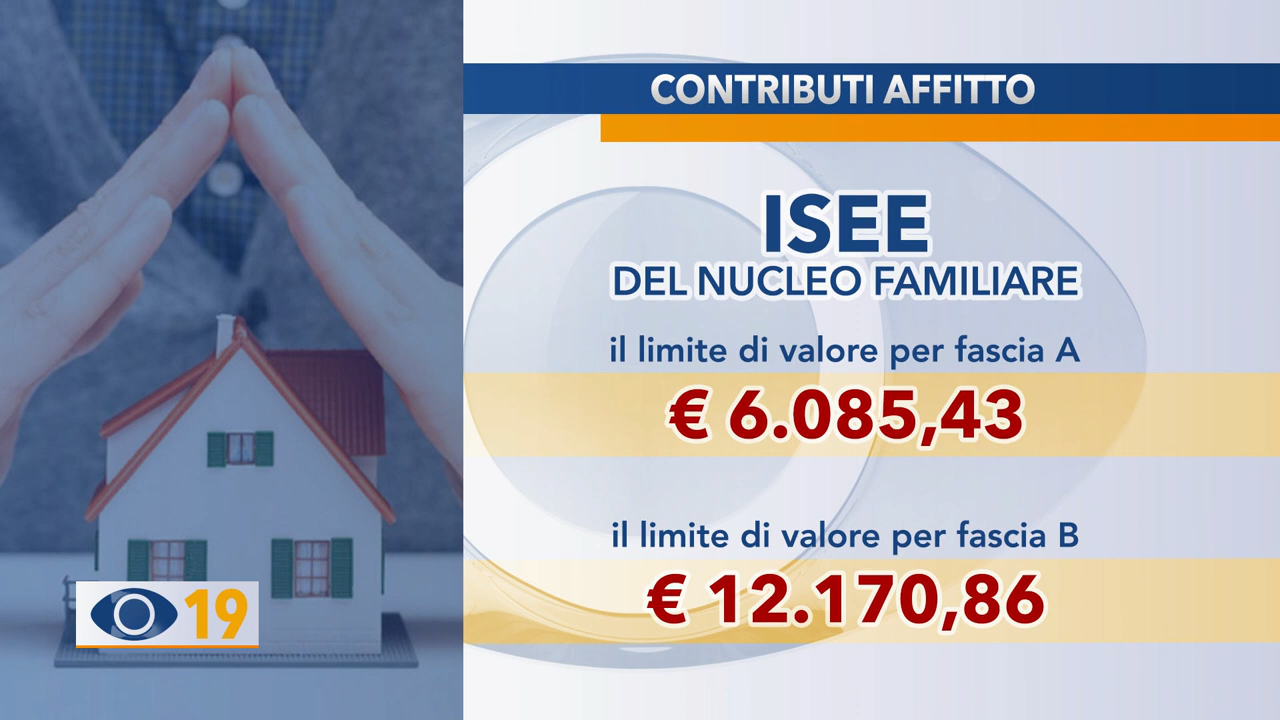 CONTRIBUTI AFFITTO
ISEE
DEL NUCLEO FAMILIARE
il limite di valore per fascia A
€ 6.085,43
il limite di valore per fascia B
€ 12.170,86
19